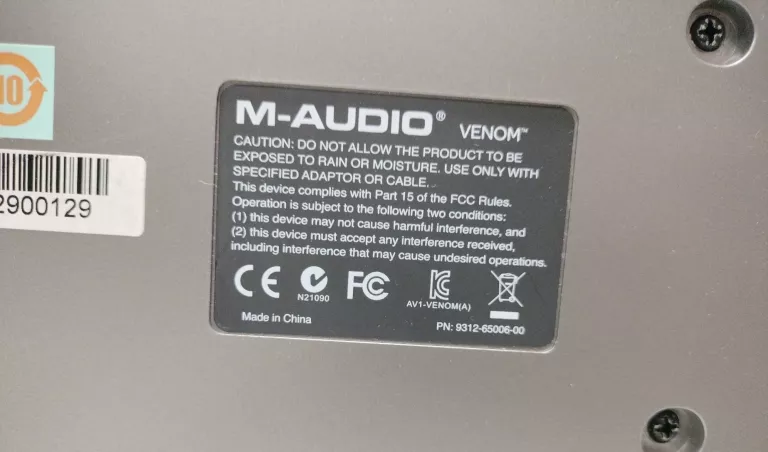 M-AUDIO® VENOM™
CAUTION: DO NOT ALLOW THE PRODUCT TO BE
EXPOSED TO RAIN OR MOISTURE. USE ONLY WITH
SPECIFIED ADAPTOR OR CABLE.
This device complies with Part 15 of the FCC Rules.
Operation is subject to the following two conditions:
(1) this device may not cause harmful interference, and
(2) this device must accept any interference received,
including interference that may cause undesired operations.
CE FC
N21090
AV1-VENOM(A)
Made in China
PN: 9312-65006-00
10
2900129